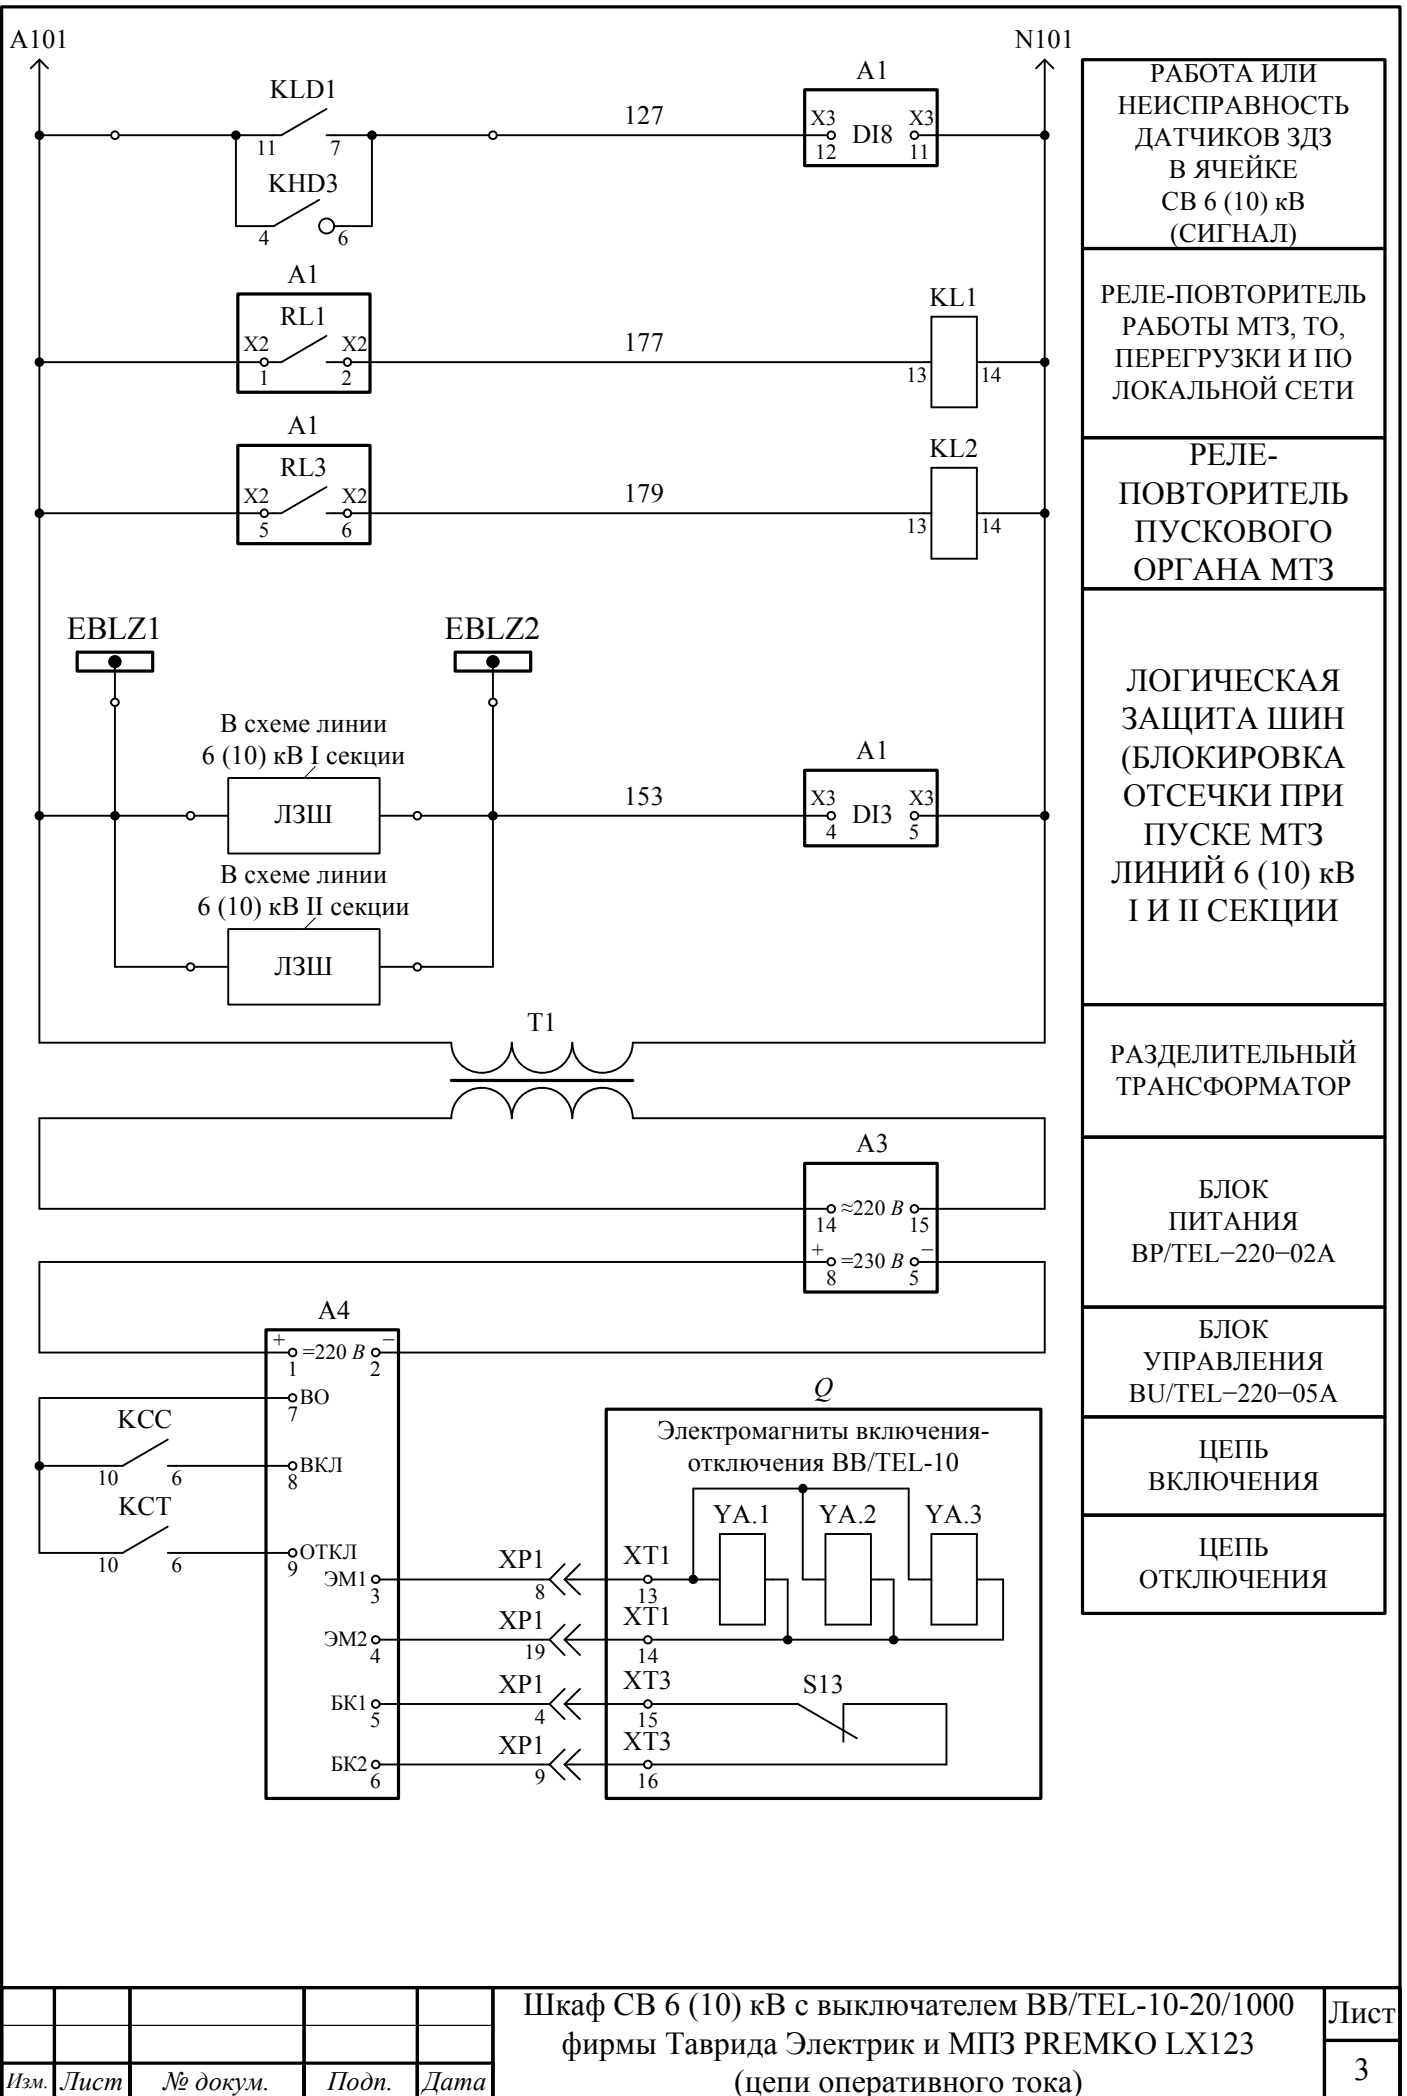 A101
N101
KLD1
11
7
127
A1
X3
12
DI8
X3
11
KHD3
4
6
РАБОТА ИЛИ
НЕИСПРАВНОСТЬ
ДАТЧИКОВ ЗДЗ
В ЯЧЕЙКЕ
СВ 6 (10) кВ
(СИГНАЛ)
A1
RL1
X2
1
X2
2
177
KL1
13
14
РЕЛЕ-ПОВТОРИТЕЛЬ
РАБОТЫ МТЗ, ТО,
ПЕРЕГРУЗКИ И ПО
ЛОКАЛЬНОЙ СЕТИ
A1
RL3
X2
5
X2
6
179
KL2
13
14
РЕЛЕ-
ПОВТОРИТЕЛЬ
ПУСКОВОГО
ОРГАНА МТЗ
EBLZ1
EBLZ2
В схеме линии
6 (10) кВ I секции
ЛЗШ
153
A1
X3
4
DI3
X3
5
В схеме линии
6 (10) кВ II секции
ЛЗШ
ЛОГИЧЕСКАЯ
ЗАЩИТА ШИН
(БЛОКИРОВКА
ОТСЕЧКИ ПРИ
ПУСКЕ МТЗ
ЛИНИЙ 6 (10) кВ
I И II СЕКЦИИ
T1
РАЗДЕЛИТЕЛЬНЫЙ
ТРАНСФОРМАТОР
A3
≈220 В
14
15
+ =230 В −
8
5
БЛОК
ПИТАНИЯ
BP/TEL−220−02A
A4
+ =220 В −
1
2
БЛОК
УПРАВЛЕНИЯ
BU/TEL−220−05A
ВО
7
KCC
10
6
ВКЛ
8
ЦЕПЬ
ВКЛЮЧЕНИЯ
KCT
10
6
ОТКЛ
9
ЦЕПЬ
ОТКЛЮЧЕНИЯ
Q
Электромагниты включения-
отключения BB/TEL-10
YA.1
YA.2
YA.3
ЭМ1
3
XP1
8
XT1
13
ЭМ2
4
XP1
19
XT1
14
БК1
5
XP1
4
XT3
15
S13
БК2
6
XP1
9
XT3
16
Изм.
Лист
№ докум.
Подп.
Дата
Шкаф СВ 6 (10) кВ с выключателем BB/TEL-10-20/1000
фирмы Таврида Электрик и МПЗ PREMKO LX123
(цепи оперативного тока)
Лист
3